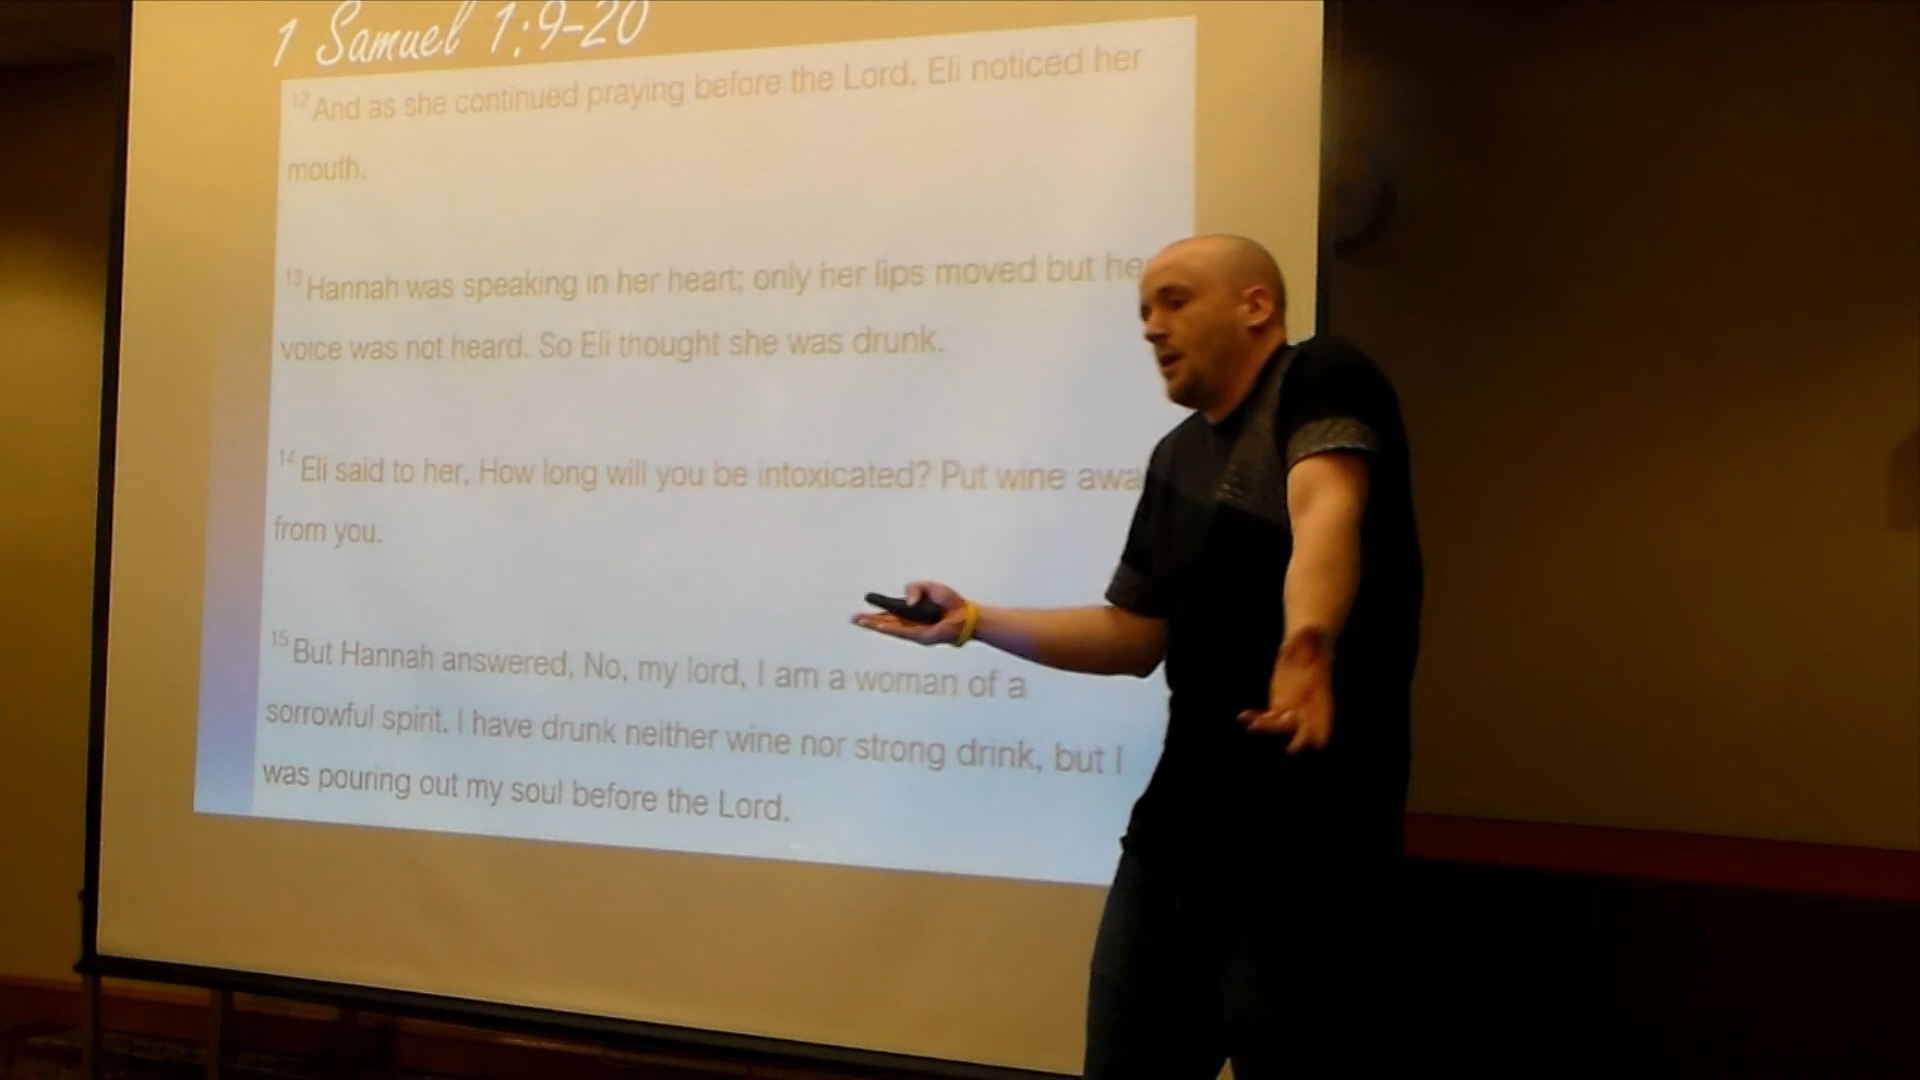 1 Samuel 1:9-20
12 And as she continued praying before the Lord, Eli noticed her
mouth.
13 Hannah was speaking in her heart; only her lips moved but he
voice was not heard. So Eli thought she was drunk.
14 Eli said to her, How long will you be intoxicated? Put wine awa
from you.
15 But Hannah answered, No, my lord, I am a woman of a
sorrowful spirit. I have drunk neither wine nor strong drink, but I
was pouring out my soul before the Lord.